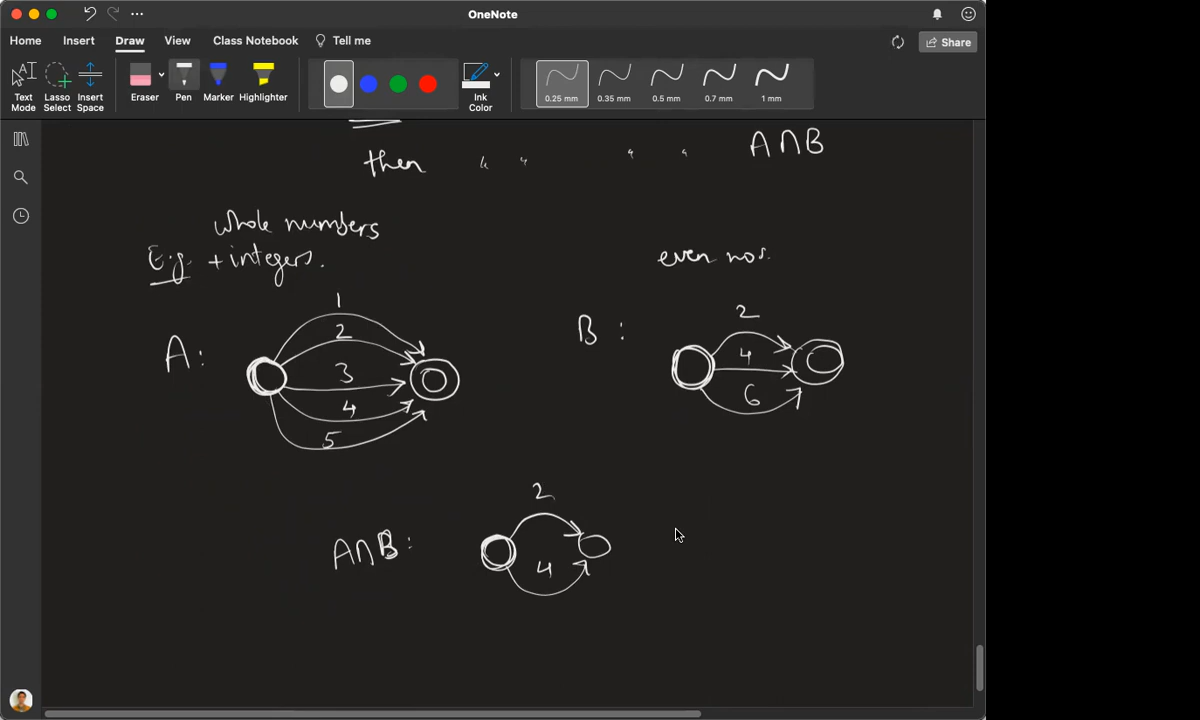 OneNote
Home Insert Draw View Class Notebook Tell me Share
Text Mode Lasso Select Insert Space Eraser Pen Marker Highlighter Ink Color 0.25 mm 0.35 mm 0.5 mm 0.7 mm 1 mm
then " " " " A∩B
whole numbers
E.g. + integers.
even nos.
A: 1 2 3 4 5
B: 2 4 6
A∩B: 2 4